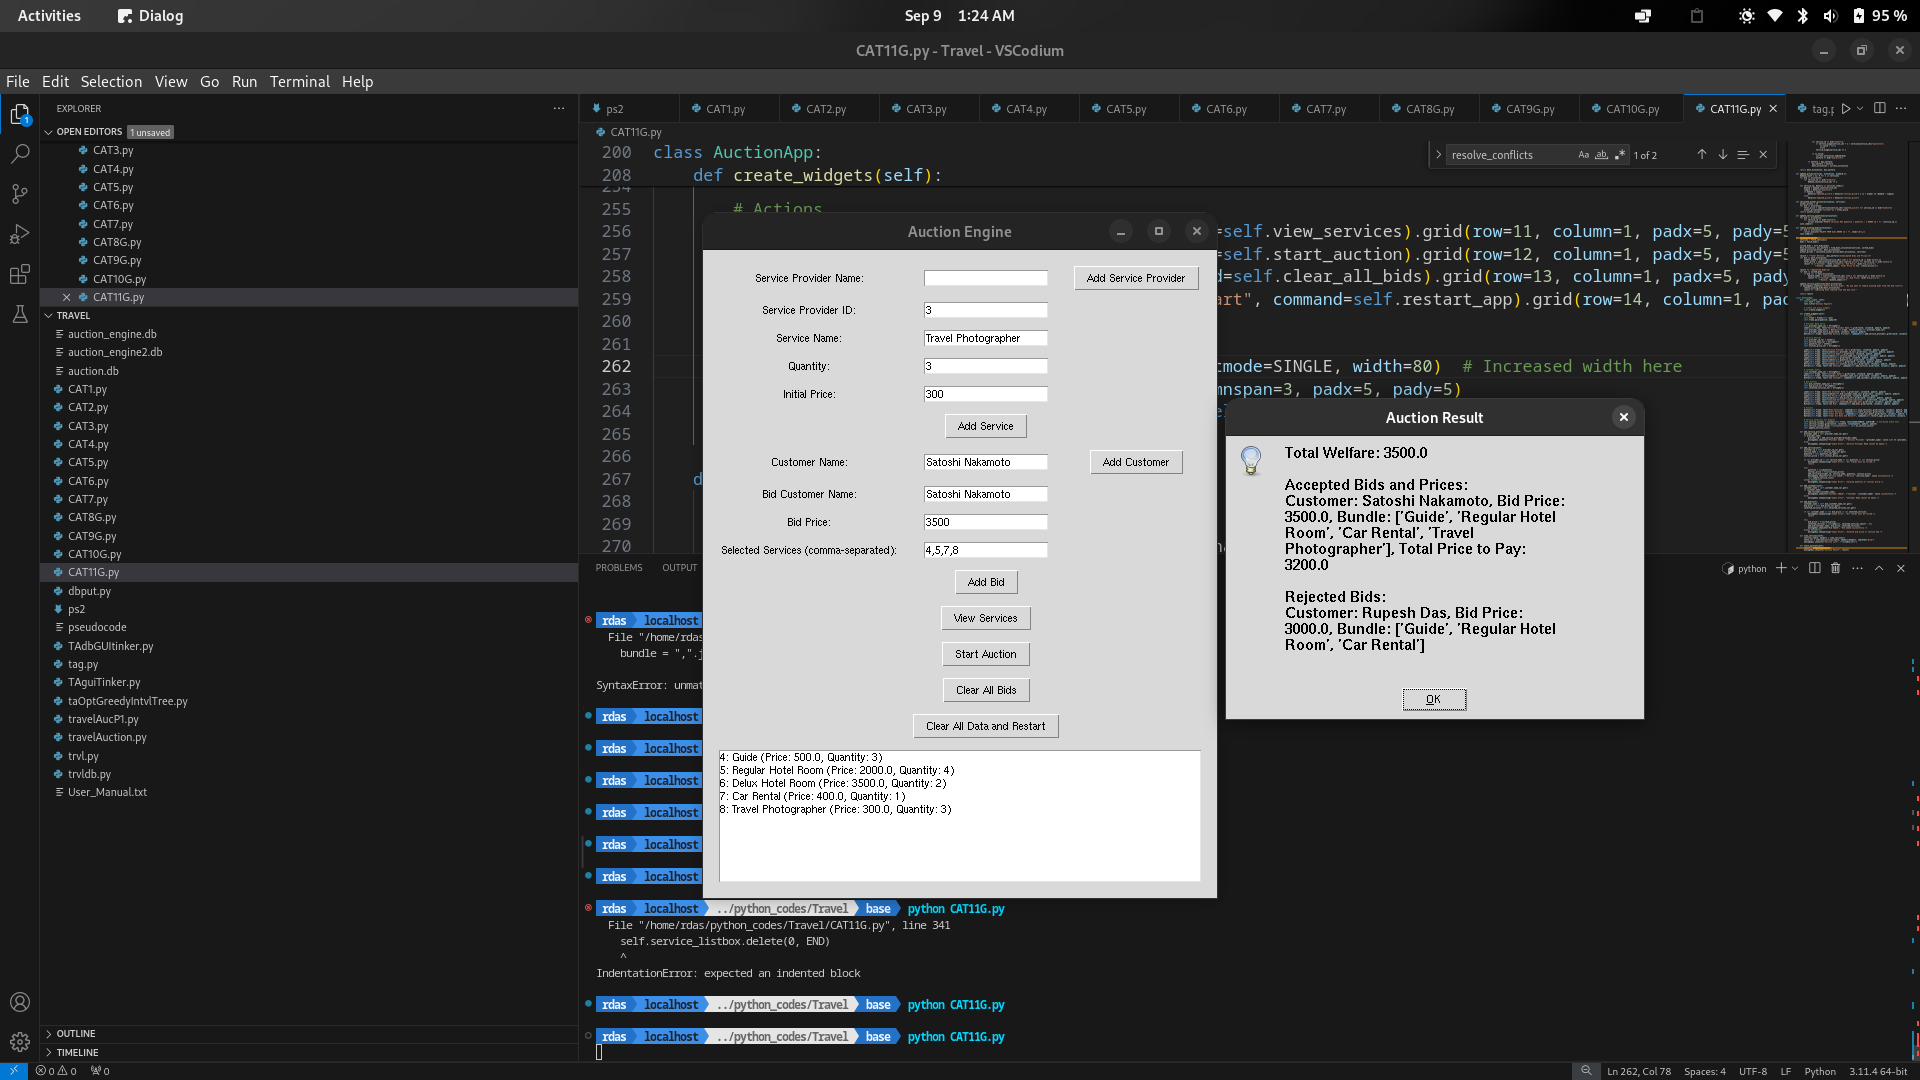 Activities
Dialog
Sep 9 1:24 AM
95 %
CAT11G.py - Travel - VSCodium
File Edit Selection View Go Run Terminal Help
EXPLORER
OPEN EDITORS 1 unsaved
CAT3.py
CAT4.py
CAT5.py
CAT6.py
CAT7.py
CAT8G.py
CAT9G.py
CAT10G.py
CAT11G.py
TRAVEL
auction_engine.db
auction_engine2.db
auction.db
CAT1.py
CAT2.py
CAT3.py
CAT4.py
CAT5.py
CAT6.py
CAT7.py
CAT8G.py
CAT9G.py
CAT10G.py
CAT11G.py
dbput.py
ps2
pseudocode
TAdbGUItinker.py
tag.py
TAguiTinker.py
taOptGreedyIntvlTree.py
travelAucP1.py
travelAuction.py
trvl.py
trvldb.py
User_Manual.txt
OUTLINE
TIMELINE
ps2 CAT1.py CAT2.py CAT3.py CAT4.py CAT5.py CAT6.py CAT7.py CAT8G.py CAT9G.py CAT10G.py CAT11G.py tag.p
CAT11G.py
resolve_conflicts Aa ab .* 1 of 2
200 class AuctionApp:
208 def create_widgets(self):
254
255 # Actions
256 =self.view_services).grid(row=11, column=1, padx=5, pady=5
257 =self.start_auction).grid(row=12, column=1, padx=5, pady=5
258 d=self.clear_all_bids).grid(row=13, column=1, padx=5, pady
259 art", command=self.restart_app).grid(row=14, column=1, pad
260
261
262 tmode=SINGLE, width=80) # Increased width here
263 mnspan=3, padx=5, pady=5)
264
265
266
267 d
268
269
270
Auction Engine
Service Provider Name: Add Service Provider
Service Provider ID: 3
Service Name: Travel Photographer
Quantity: 3
Initial Price: 300
Add Service
Customer Name: Satoshi Nakamoto Add Customer
Bid Customer Name: Satoshi Nakamoto
Bid Price: 3500
Selected Services (comma-separated): 4,5,7,8
Add Bid
View Services
Start Auction
Clear All Bids
Clear All Data and Restart
4: Guide (Price: 500.0, Quantity: 3)
5: Regular Hotel Room (Price: 2000.0, Quantity: 4)
6: Delux Hotel Room (Price: 3500.0, Quantity: 2)
7: Car Rental (Price: 400.0, Quantity: 1)
8: Travel Photographer (Price: 300.0, Quantity: 3)
Auction Result
Total Welfare: 3500.0
Accepted Bids and Prices:
Customer: Satoshi Nakamoto, Bid Price:
3500.0, Bundle: ['Guide', 'Regular Hotel
Room', 'Car Rental', 'Travel
Photographer'], Total Price to Pay:
3200.0
Rejected Bids:
Customer: Rupesh Das, Bid Price:
3000.0, Bundle: ['Guide', 'Regular Hotel
Room', 'Car Rental']
OK
PROBLEMS OUTPUT
python
rdas localhost
File "/home/rdas
bundle = ",".j
SyntaxError: unmat
rdas localhost
rdas localhost
rdas localhost
rdas localhost
rdas localhost
rdas localhost
rdas localhost ../python_codes/Travel base python CAT11G.py
File "/home/rdas/python_codes/Travel/CAT11G.py", line 341
self.service_listbox.delete(0, END)
^
IndentationError: expected an indented block
rdas localhost ../python_codes/Travel base python CAT11G.py
rdas localhost ../python_codes/Travel base python CAT11G.py
0 0 0
Ln 262, Col 78 Spaces: 4 UTF-8 LF Python 3.11.4 64-bit